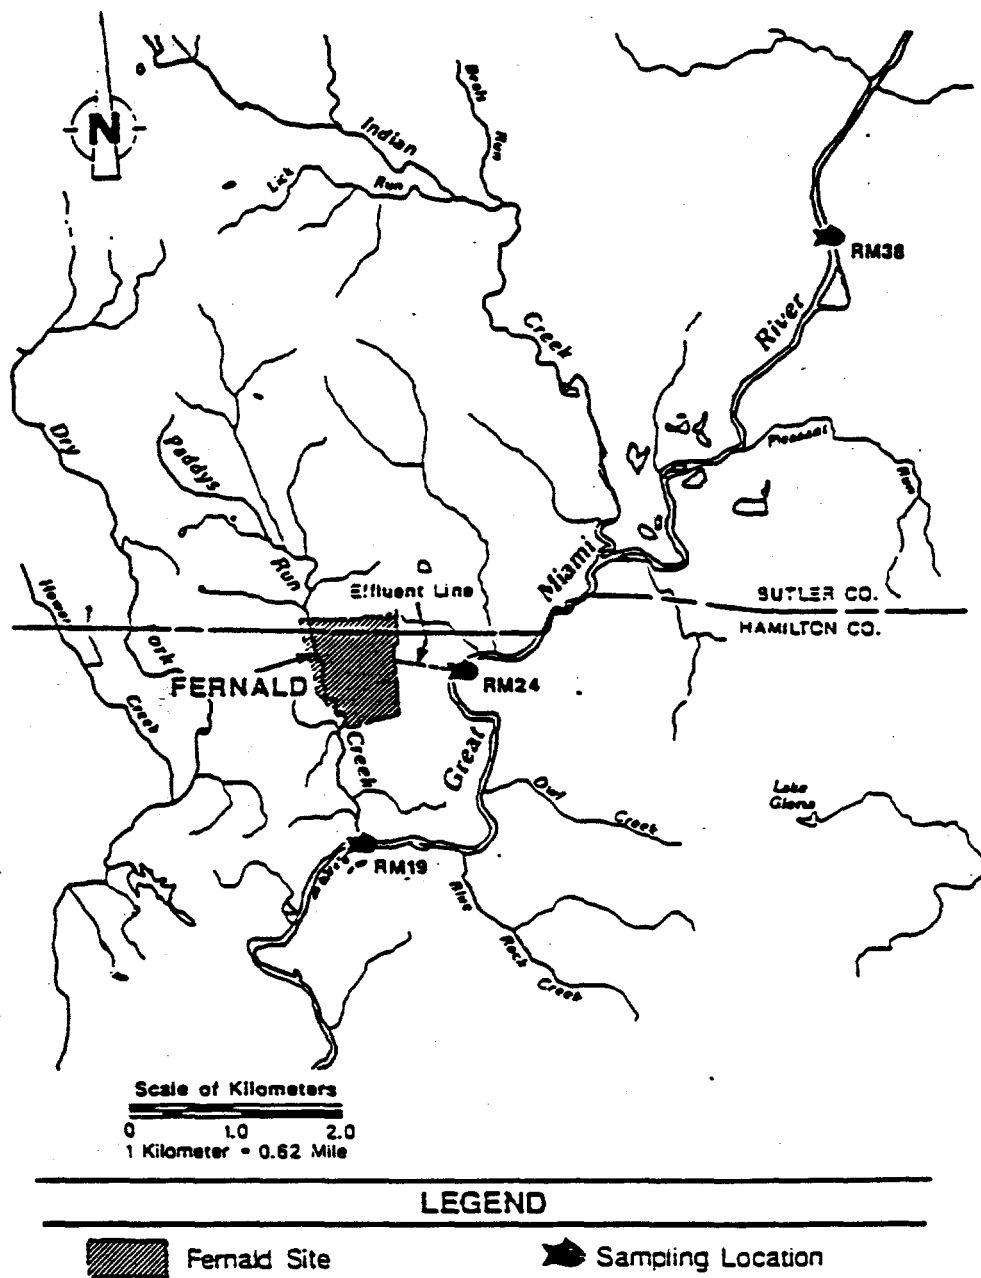 N
Indian
Beals
Run
Lick
Run
RM38
Creek
River
Dry
Paddys
Pleasant
Run
Run
Miami
Effluent Line
BUTLER CO.
HAMILTON CO.
Fork
FERNALD
RM24
Creek
Creek
Great
Owl
Creek
Lake
RM19
Blue
Rock
Creek
Scale of Kilometers
0 1.0 2.0
1 Kilometer = 0.62 Mile
LEGEND
Fernald Site
Sampling Location